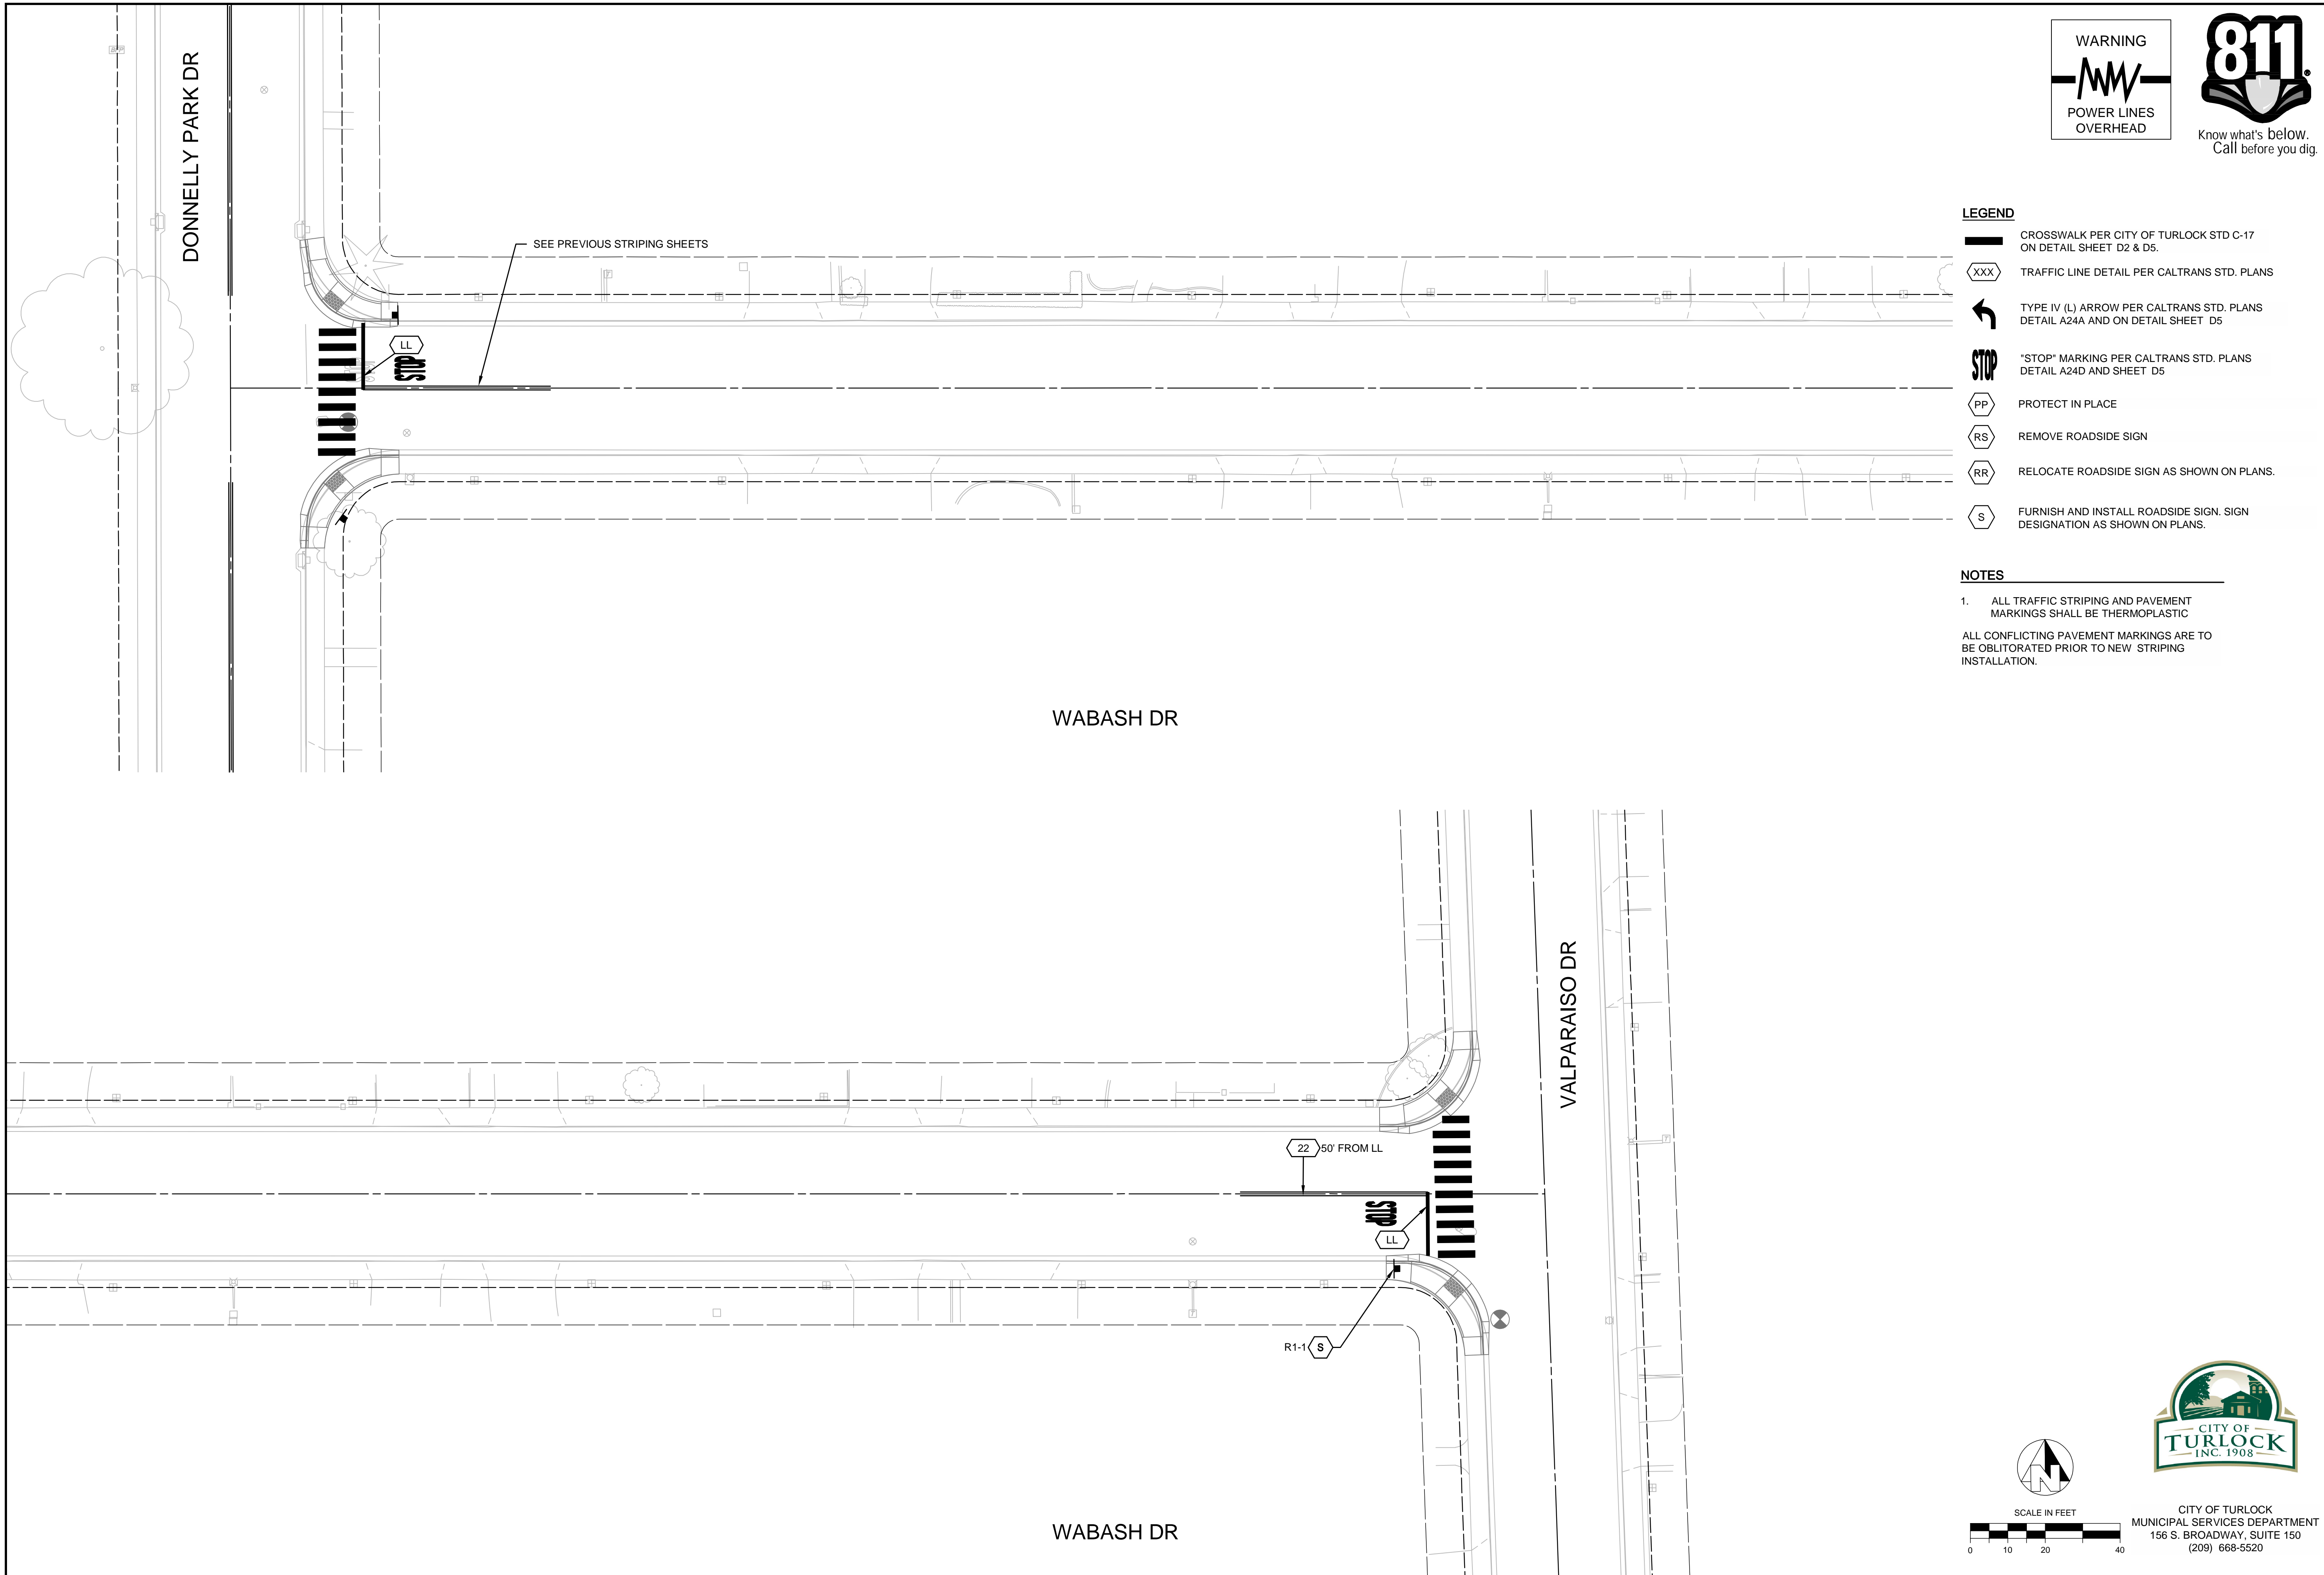 WARNING
POWER LINES
OVERHEAD
811®
Know what's below.
Call before you dig.
DONNELLY PARK DR
SEE PREVIOUS STRIPING SHEETS
LL
STOP
WABASH DR
LEGEND
CROSSWALK PER CITY OF TURLOCK STD C-17
ON DETAIL SHEET D2 & D5.
XXX TRAFFIC LINE DETAIL PER CALTRANS STD. PLANS
TYPE IV (L) ARROW PER CALTRANS STD. PLANS
DETAIL A24A AND ON DETAIL SHEET D5
STOP
"STOP" MARKING PER CALTRANS STD. PLANS
DETAIL A24D AND SHEET D5
PP PROTECT IN PLACE
RS REMOVE ROADSIDE SIGN
RR RELOCATE ROADSIDE SIGN AS SHOWN ON PLANS.
S
FURNISH AND INSTALL ROADSIDE SIGN. SIGN
DESIGNATION AS SHOWN ON PLANS.
NOTES
1. ALL TRAFFIC STRIPING AND PAVEMENT
MARKINGS SHALL BE THERMOPLASTIC
ALL CONFLICTING PAVEMENT MARKINGS ARE TO
BE OBLITORATED PRIOR TO NEW STRIPING
INSTALLATION.
VALPARAISO DR
22 50' FROM LL
STOP
LL
R1-1 S
WABASH DR
N
SCALE IN FEET
0 10 20 40
CITY OF
TURLOCK
INC. 1908
CITY OF TURLOCK
MUNICIPAL SERVICES DEPARTMENT
156 S. BROADWAY, SUITE 150
(209) 668-5520